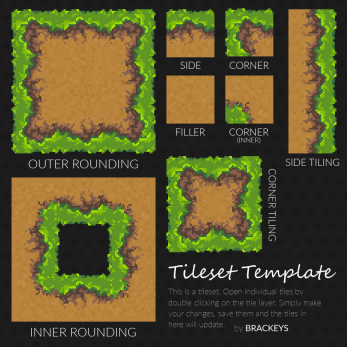 SIDE
CORNER
FILLER
CORNER
(INNER)
SIDE TILING
OUTER ROUNDING
CORNER TILING
INNER ROUNDING
Tileset Template
This is a tileset. Open individual tiles by
double clicking on the tile layer. Simply make
your changes, save them and the tiles in
here will update.
by BRACKEYS